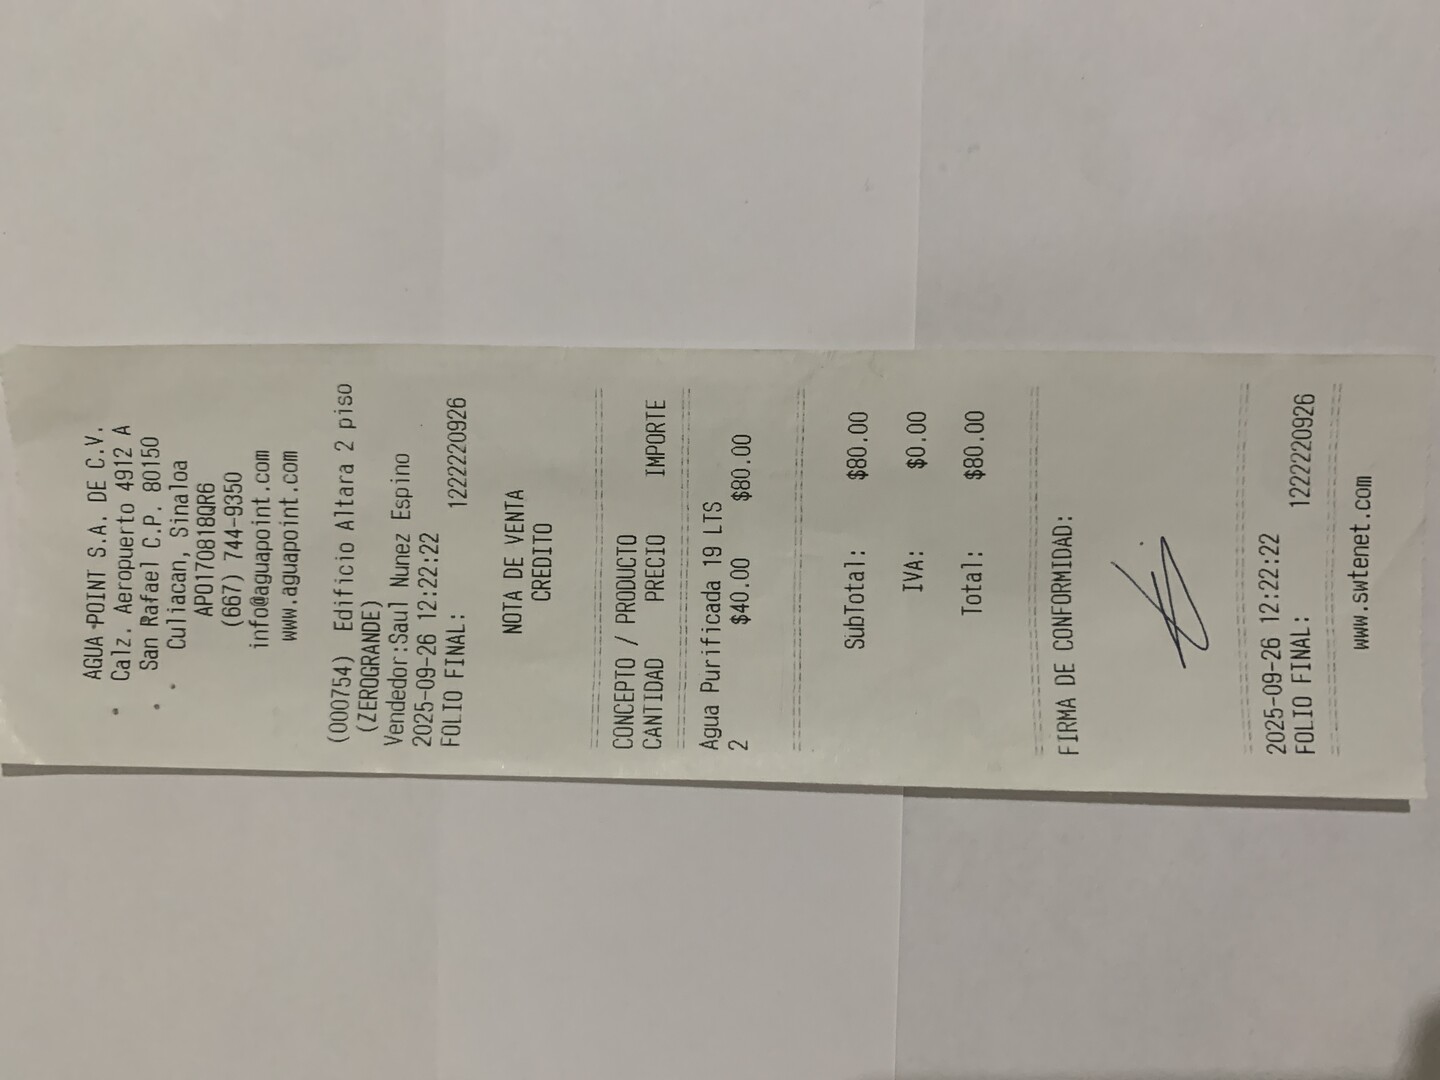 AGUA-POINT S.A. DE C.V.
Calz. Aeropuerto 4912 A
San Rafael C.P. 80150
Culiacan, Sinaloa
APO170818QR6
(667) 744-9350
info@aguapoint.com
www.aguapoint.com
(000754) Edificio Altara 2 piso
(ZEROGRANDE)
Vendedor:Saul Nunez Espino
2025-09-26 12:22:22
FOLIO FINAL: 1222220926
NOTA DE VENTA
CREDITO
CONCEPTO / PRODUCTO
CANTIDAD PRECIO IMPORTE
Agua Purificada 19 LTS
2 $40.00 $80.00
SubTotal: $80.00
IVA: $0.00
Total: $80.00
FIRMA DE CONFORMIDAD:
2025-09-26 12:22:22
FOLIO FINAL: 1222220926
www.swtenet.com